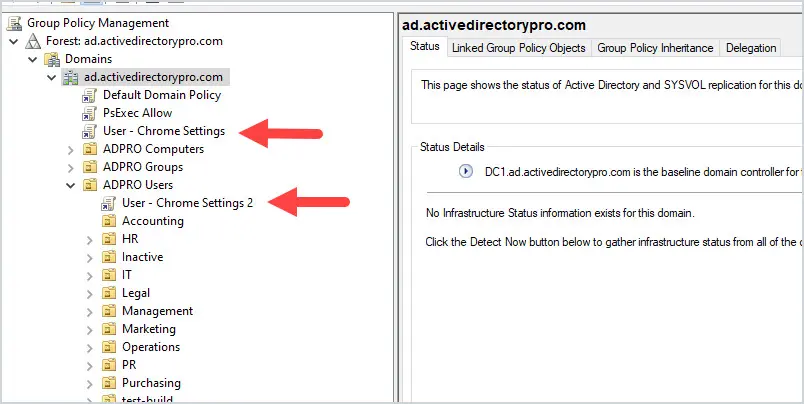 Group Policy Management
Forest: ad.activedirectorypro.com
Domains
ad.activedirectorypro.com
Default Domain Policy
PsExec Allow
User - Chrome Settings
ADPRO Computers
ADPRO Groups
ADPRO Users
User - Chrome Settings 2
Accounting
HR
Inactive
IT
Legal
Management
Marketing
Operations
PR
Purchasing
test-build
ad.activedirectorypro.com
Status Linked Group Policy Objects Group Policy Inheritance Delegation
This page shows the status of Active Directory and SYSVOL replication for this
Status Details
DC1.ad.activedirectorypro.com is the baseline domain controller for
No Infrastructure Status information exists for this domain.
Click the Detect Now button below to gather infrastructure status from all of the